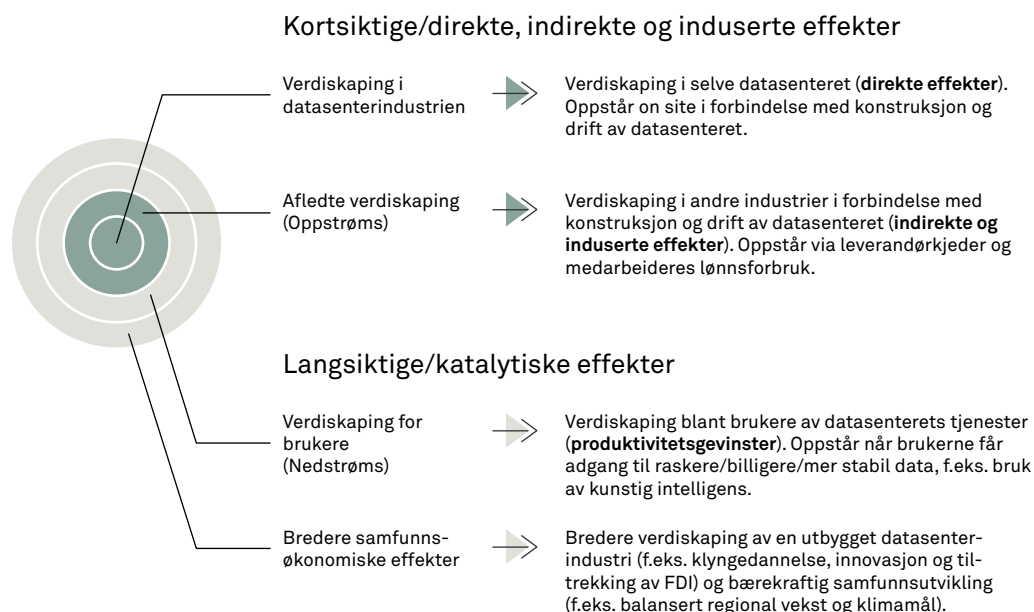 Kortsiktige/direkte, indirekte og induserte effekter
Verdiskaping i
datasenterindustrien
Verdiskaping i selve datasenteret (direkte effekter).
Oppstår on site i forbindelse med konstruksjon og
drift av datasenteret.
Afledte verdiskaping
(Oppstrøms)
Verdiskaping i andre industrier i forbindelse med
konstruksjon og drift av datasenteret (indirekte og
induserte effekter). Oppstår via leverandørkjeder og
medarbeideres lønnsforbruk.
Langsiktige/katalytiske effekter
Verdiskaping for
brukere
(Nedstrøms)
Verdiskaping blant brukere av datasenterets tjenester
(produktivitetsgevinster). Oppstår når brukerne får
adgang til raskere/billigere/mer stabil data, f.eks. bruk
av kunstig intelligens.
Bredere samfunns-
økonomiske effekter
Bredere verdiskaping av en utbygget datasenter-
industri (f.eks. klyngedannelse, innovasjon og til-
trekking av FDI) og bærekraftig samfunnsutvikling
(f.eks. balansert regional vekst og klimamål).